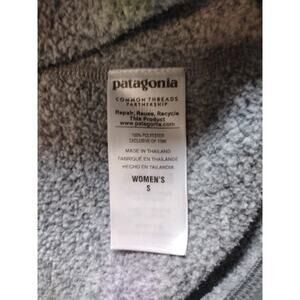 patagonia
COMMON THREADS
PARTNERSHIP
Repair, Reuse, Recycle
This Product
www.patagonia.com
100% POLYESTER
EXCLUSIVE OF TRIM
MADE IN THAILAND
FABRIQUÉ EN THAÏLANDE
HECHO EN TAILANDIA
WOMEN'S
S